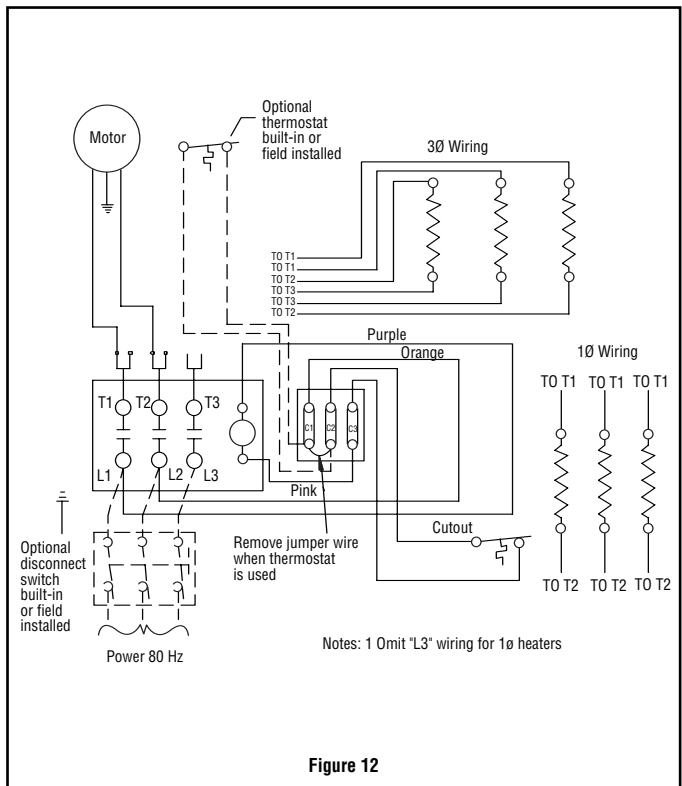 Motor
Optional
thermostat
built-in or
field installed
3Ø Wiring
TO T1
TO T1
TO T2
TO T3
TO T3
TO T2
Purple
Orange
1Ø Wiring
TO T1 TO T1 TO T1
T1 T2 T3
C1 C2 C3
L1 L2 L3
Pink
Cutout
Optional
disconnect
switch
built-in
or field
installed
Remove jumper wire
when thermostat
is used
TO T2 TO T2 TO T2
Power 80 Hz
Notes: 1 Omit "L3" wiring for 1ø heaters
Figure 12